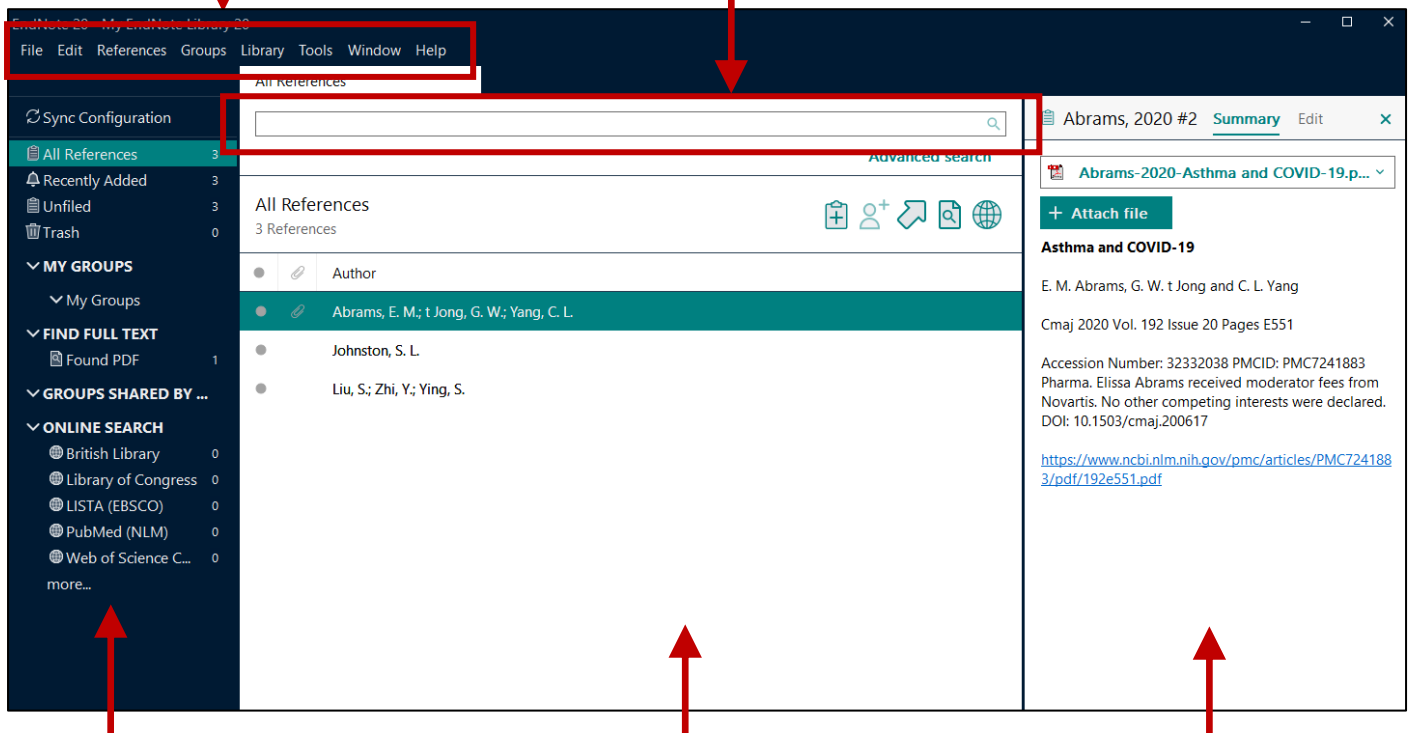 EndNote 20 - My EndNote Library 20
File Edit References Groups Library Tools Window Help
All References
Sync Configuration
All References 3
Recently Added 3
Unfiled 3
Trash 0
MY GROUPS
My Groups
FIND FULL TEXT
Found PDF 1
GROUPS SHARED BY ...
ONLINE SEARCH
British Library 0
Library of Congress 0
LISTA (EBSCO) 0
PubMed (NLM) 0
Web of Science C... 0
more...
Advanced search
All References
3 References
Author
Abrams, E. M.; t Jong, G. W.; Yang, C. L.
Johnston, S. L.
Liu, S.; Zhi, Y.; Ying, S.
Abrams, 2020 #2 Summary Edit
Abrams-2020-Asthma and COVID-19.p...
+ Attach file
Asthma and COVID-19
E. M. Abrams, G. W. t Jong and C. L. Yang
Cmaj 2020 Vol. 192 Issue 20 Pages E551
Accession Number: 32332038 PMCID: PMC7241883
Pharma. Elissa Abrams received moderator fees from
Novartis. No other competing interests were declared.
DOI: 10.1503/cmaj.200617
https://www.ncbi.nlm.nih.gov/pmc/articles/PMC724188
3/pdf/192e551.pdf